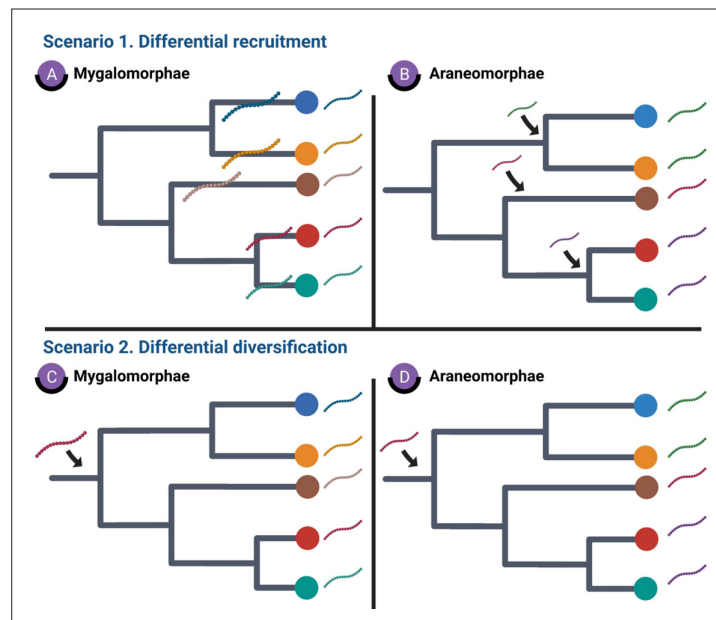 Scenario 1. Differential recruitment
A Mygalomorphae
B Araneomorphae
Scenario 2. Differential diversification
C Mygalomorphae
D Araneomorphae